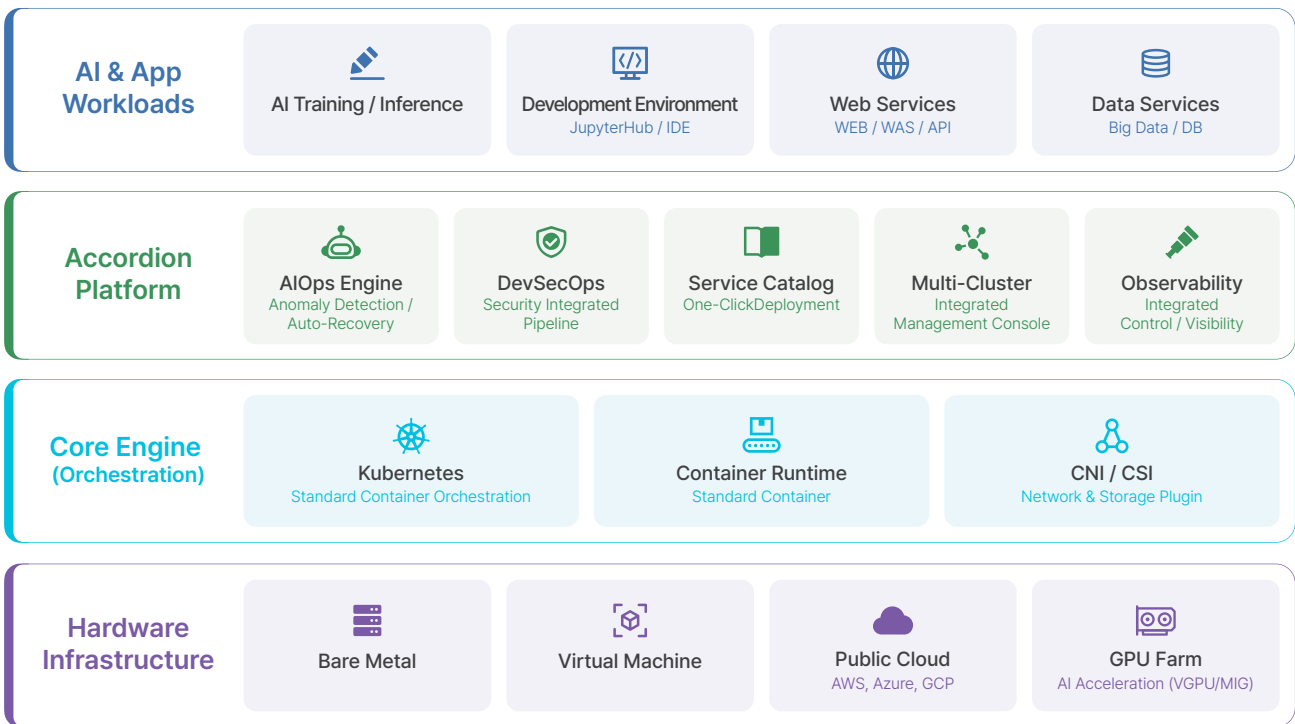 AI & App
Workloads
AI Training / Inference
Development Environment
JupyterHub / IDE
Web Services
WEB / WAS / API
Data Services
Big Data / DB
Accordion
Platform
AIOps Engine
Anomaly Detection /
Auto-Recovery
DevSecOps
Security Integrated
Pipeline
Service Catalog
One-ClickDeployment
Multi-Cluster
Integrated
Management Console
Observability
Integrated
Control / Visibility
Core Engine
(Orchestration)
Kubernetes
Standard Container Orchestration
Container Runtime
Standard Container
CNI / CSI
Network & Storage Plugin
Hardware
Infrastructure
Bare Metal
Virtual Machine
Public Cloud
AWS, Azure, GCP
GPU Farm
AI Acceleration (VGPU/MIG)